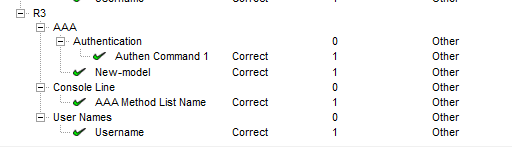 R3
AAA
Authentication 0 Other
Authen Command 1 Correct 1 Other
New-model Correct 1 Other
Console Line 0 Other
AAA Method List Name Correct 1 Other
User Names 0 Other
Username Correct 1 Other